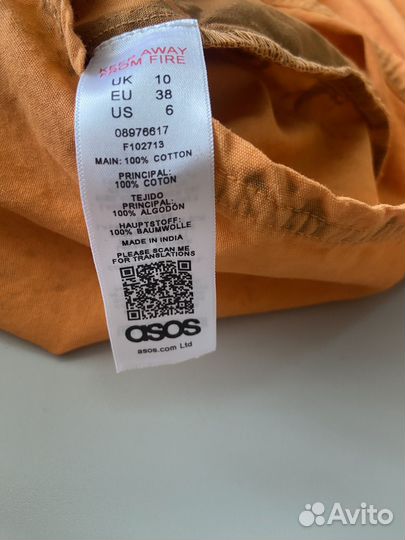 KEEP AWAY
FROM FIRE
UK 10
EU 38
US 6
08976617
F102713
MAIN: 100% COTTON
PRINCIPAL:
100% COTON
TEJIDO
PRINCIPAL:
100% ALGODÓN
HAUPTSTOFF:
100% BAUMWOLLE
MADE IN INDIA
PLEASE SCAN ME
FOR TRANSLATIONS
asos
asos.com Ltd
Avito